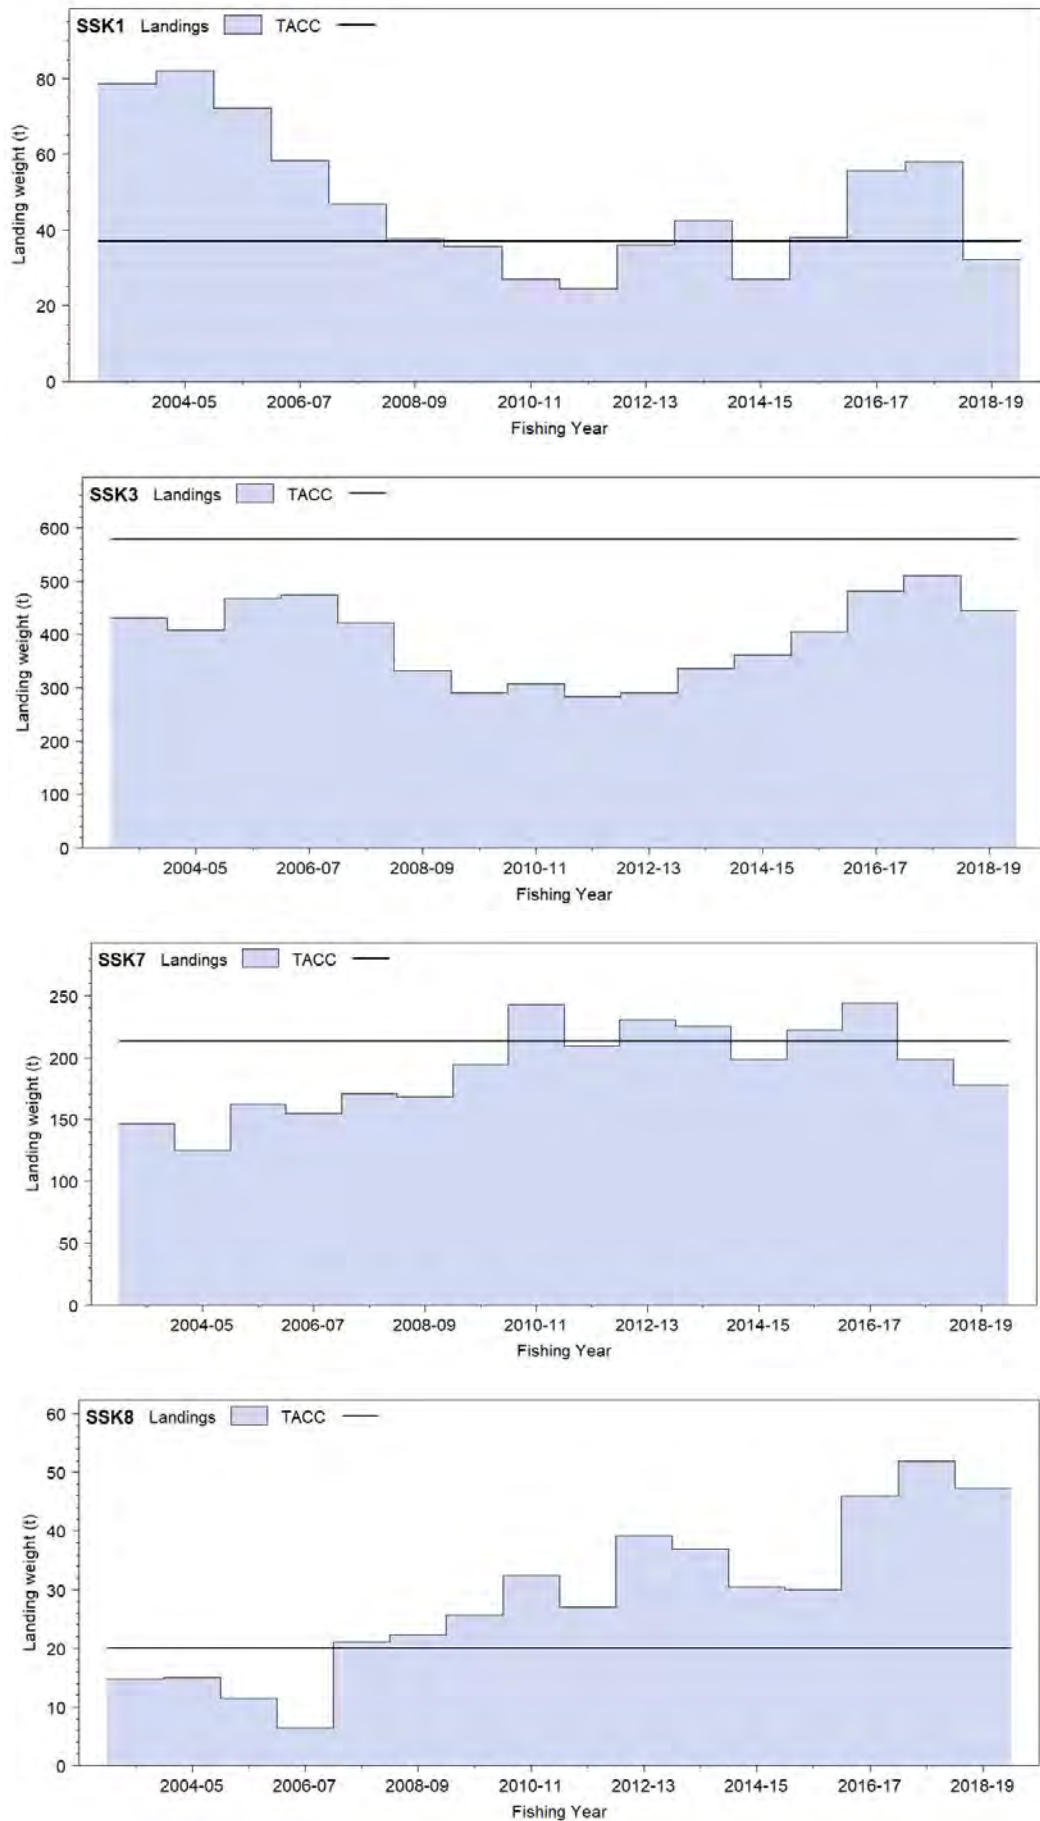 SSK1 Landings TACC
80
60
40
20
0
Landing weight (t)
2004-05 2006-07 2008-09 2010-11 2012-13 2014-15 2016-17 2018-19
Fishing Year
SSK3 Landings TACC
600
500
400
300
200
100
0
Landing weight (t)
2004-05 2006-07 2008-09 2010-11 2012-13 2014-15 2016-17 2018-19
Fishing Year
SSK7 Landings TACC
250
200
150
100
50
0
Landing weight (t)
2004-05 2006-07 2008-09 2010-11 2012-13 2014-15 2016-17 2018-19
Fishing Year
SSK8 Landings TACC
60
50
40
30
20
10
0
Landing weight (t)
2004-05 2006-07 2008-09 2010-11 2012-13 2014-15 2016-17 2018-19
Fishing Year